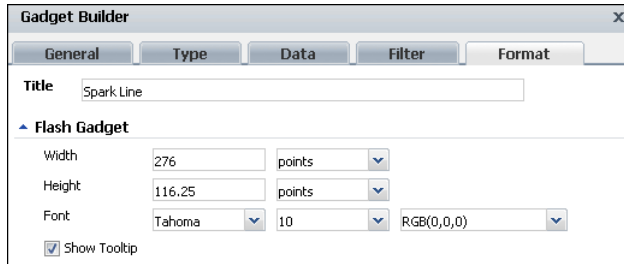 Gadget Builder x
General Type Data Filter Format
Title Spark Line
Flash Gadget
Width 276 points
Height 116.25 points
Font Tahoma 10 RGB(0,0,0)
Show Tooltip